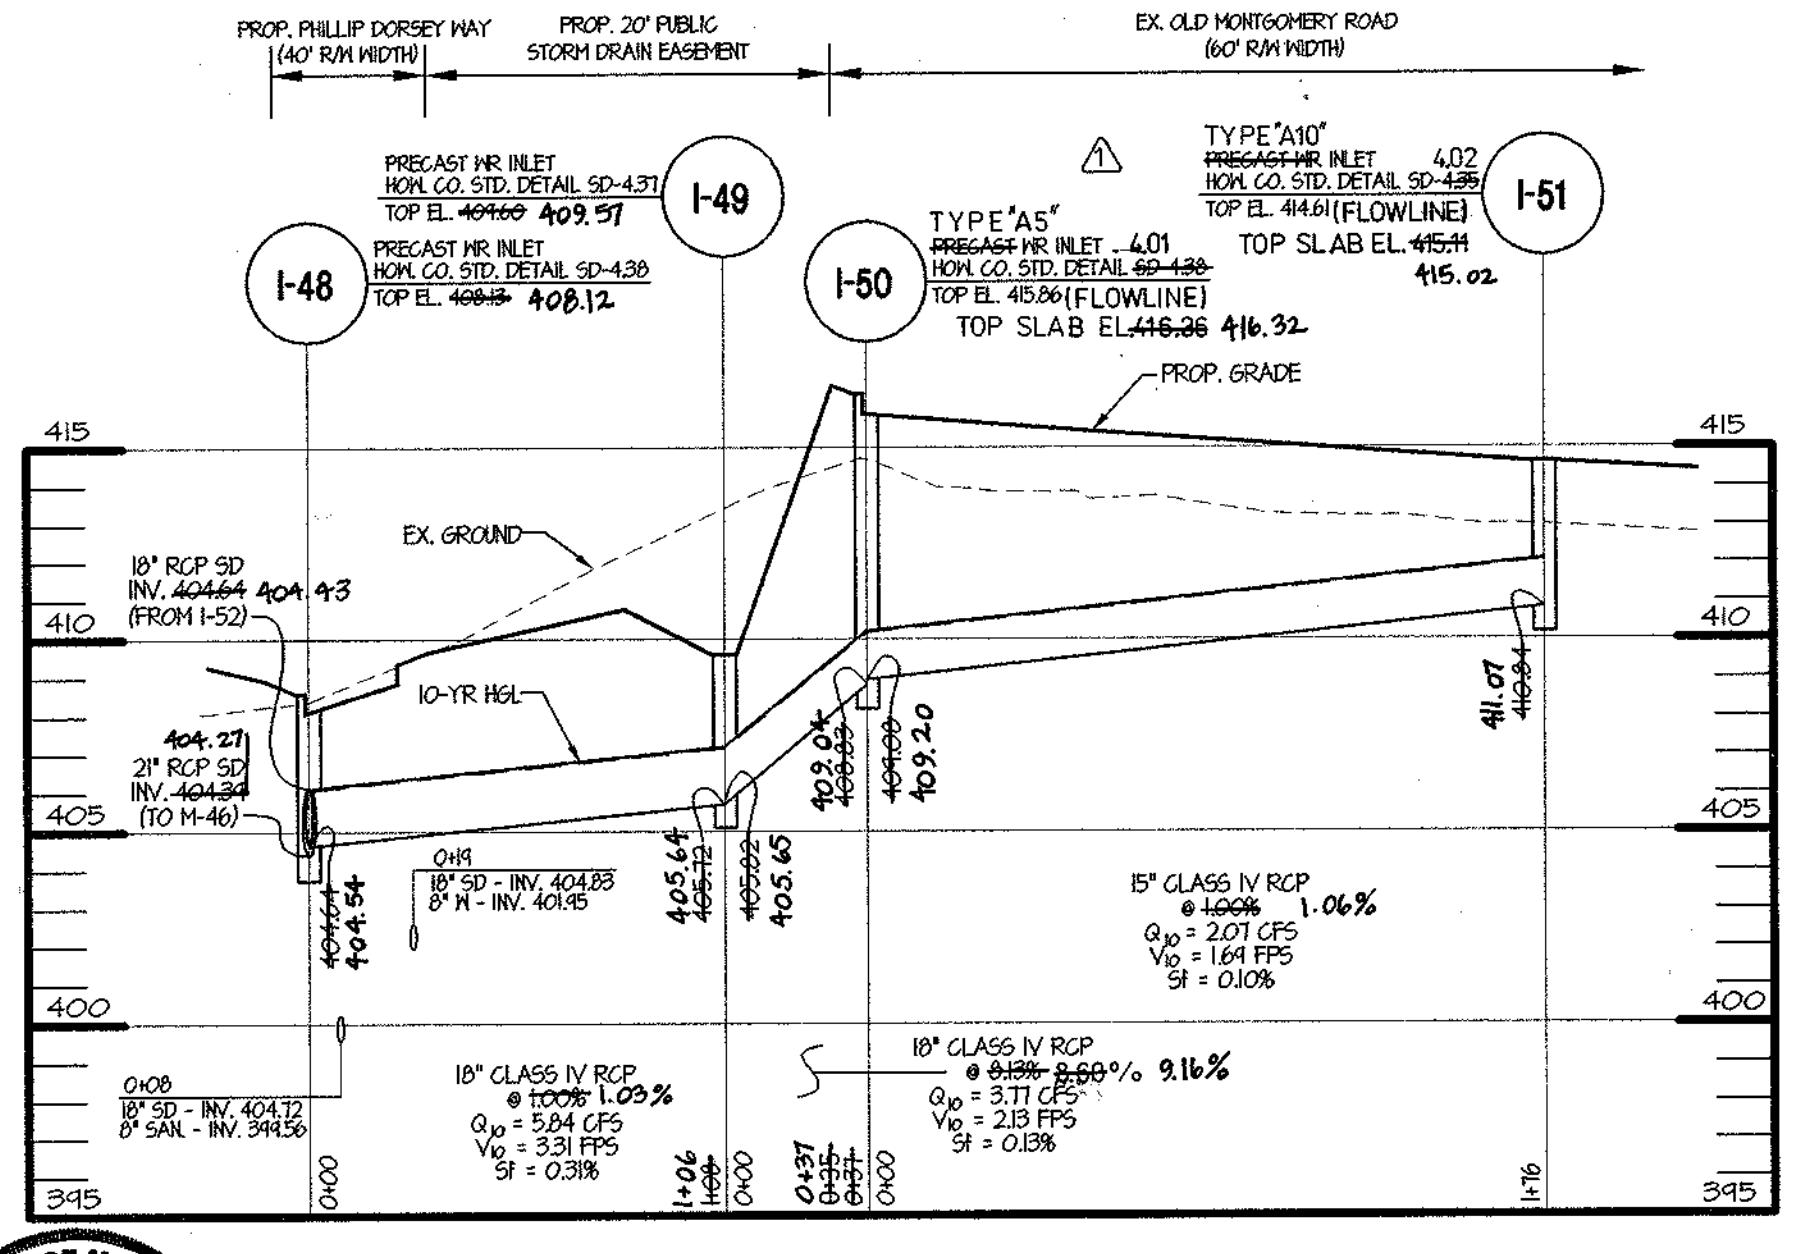 PROP. PHILLIP DORSEY WAY
(40' R/W WIDTH)
PROP. 20' PUBLIC
STORM DRAIN EASEMENT
EX. OLD MONTGOMERY ROAD
(60' R/W WIDTH)
PRECAST WR INLET
HOW. CO. STD. DETAIL SD-4.37
TOP EL. 409.60 409.57
I-49
PRECAST WR INLET
HOW. CO. STD. DETAIL SD-4.38
TOP EL. 408.13 408.12
I-48
1
TYPE "A5"
PRECAST WR INLET 4.01
HOW. CO. STD. DETAIL SD-4.38
TOP EL. 415.86 (FLOWLINE)
TOP SLAB EL. 416.36 416.32
I-50
TYPE "A10"
PRECAST WR INLET 4.02
HOW. CO. STD. DETAIL SD-4.35
TOP EL. 414.61 (FLOWLINE)
TOP SLAB EL. 415.11
415.02
I-51
PROP. GRADE
415
415
EX. GROUND
18" RCP SD
INV. 404.64 404.93
(FROM I-52)
410
410
10-YR HGL
404.27
21" RCP SD
INV. 404.39
(TO M-46)
411.07
410.84
409.04
408.83
409.00
409.20
405
405
404.64
404.54
0+19
18" SD - INV. 404.83
8" W - INV. 401.95
405.64
405.72
405.82
405.65
15" CLASS IV RCP
@ 1.00% 1.06%
Q10 = 2.07 CFS
V10 = 1.69 FPS
Sf = 0.10%
400
400
0+08
18" SD - INV. 404.72
8" SAN. - INV. 399.56
18" CLASS IV RCP
@ 1.00% 1.03%
Q10 = 5.84 CFS
V10 = 3.31 FPS
Sf = 0.31%
18" CLASS IV RCP
@ 8.13% 8.60% 9.16%
Q10 = 3.77 CFS
V10 = 2.13 FPS
Sf = 0.13%
0+00
1+06
1+08
0+00
0+37
0+35
0+37
0+00
1+76
395
395